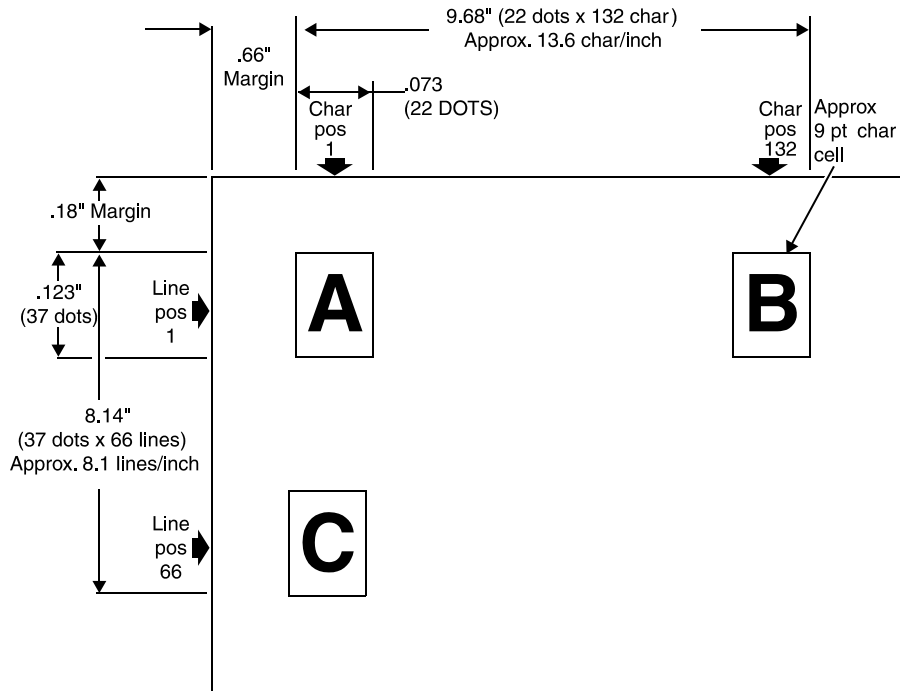 9.68" (22 dots x 132 char)
Approx. 13.6 char/inch
.66"
Margin
.073
(22 DOTS)
Char
pos
1
Char
pos
132
Approx
9 pt char
cell
.18" Margin
.123"
(37 dots)
Line
pos
1
A
B
8.14"
(37 dots x 66 lines)
Approx. 8.1 lines/inch
Line
pos
66
C